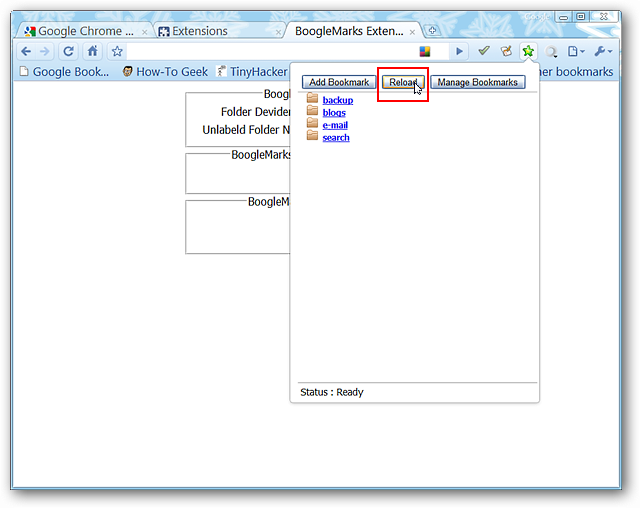 Google Chrome ...
Extensions
BoogleMarks Exten...
Google Book...
How-To Geek
TinyHacker
her bookmarks
Add Bookmark
Reload
Manage Bookmarks
backup
blogs
e-mail
search
Boogl
Folder Devider
Unlabeld Folder N
BoogleMarks
BoogleM
Status : Ready